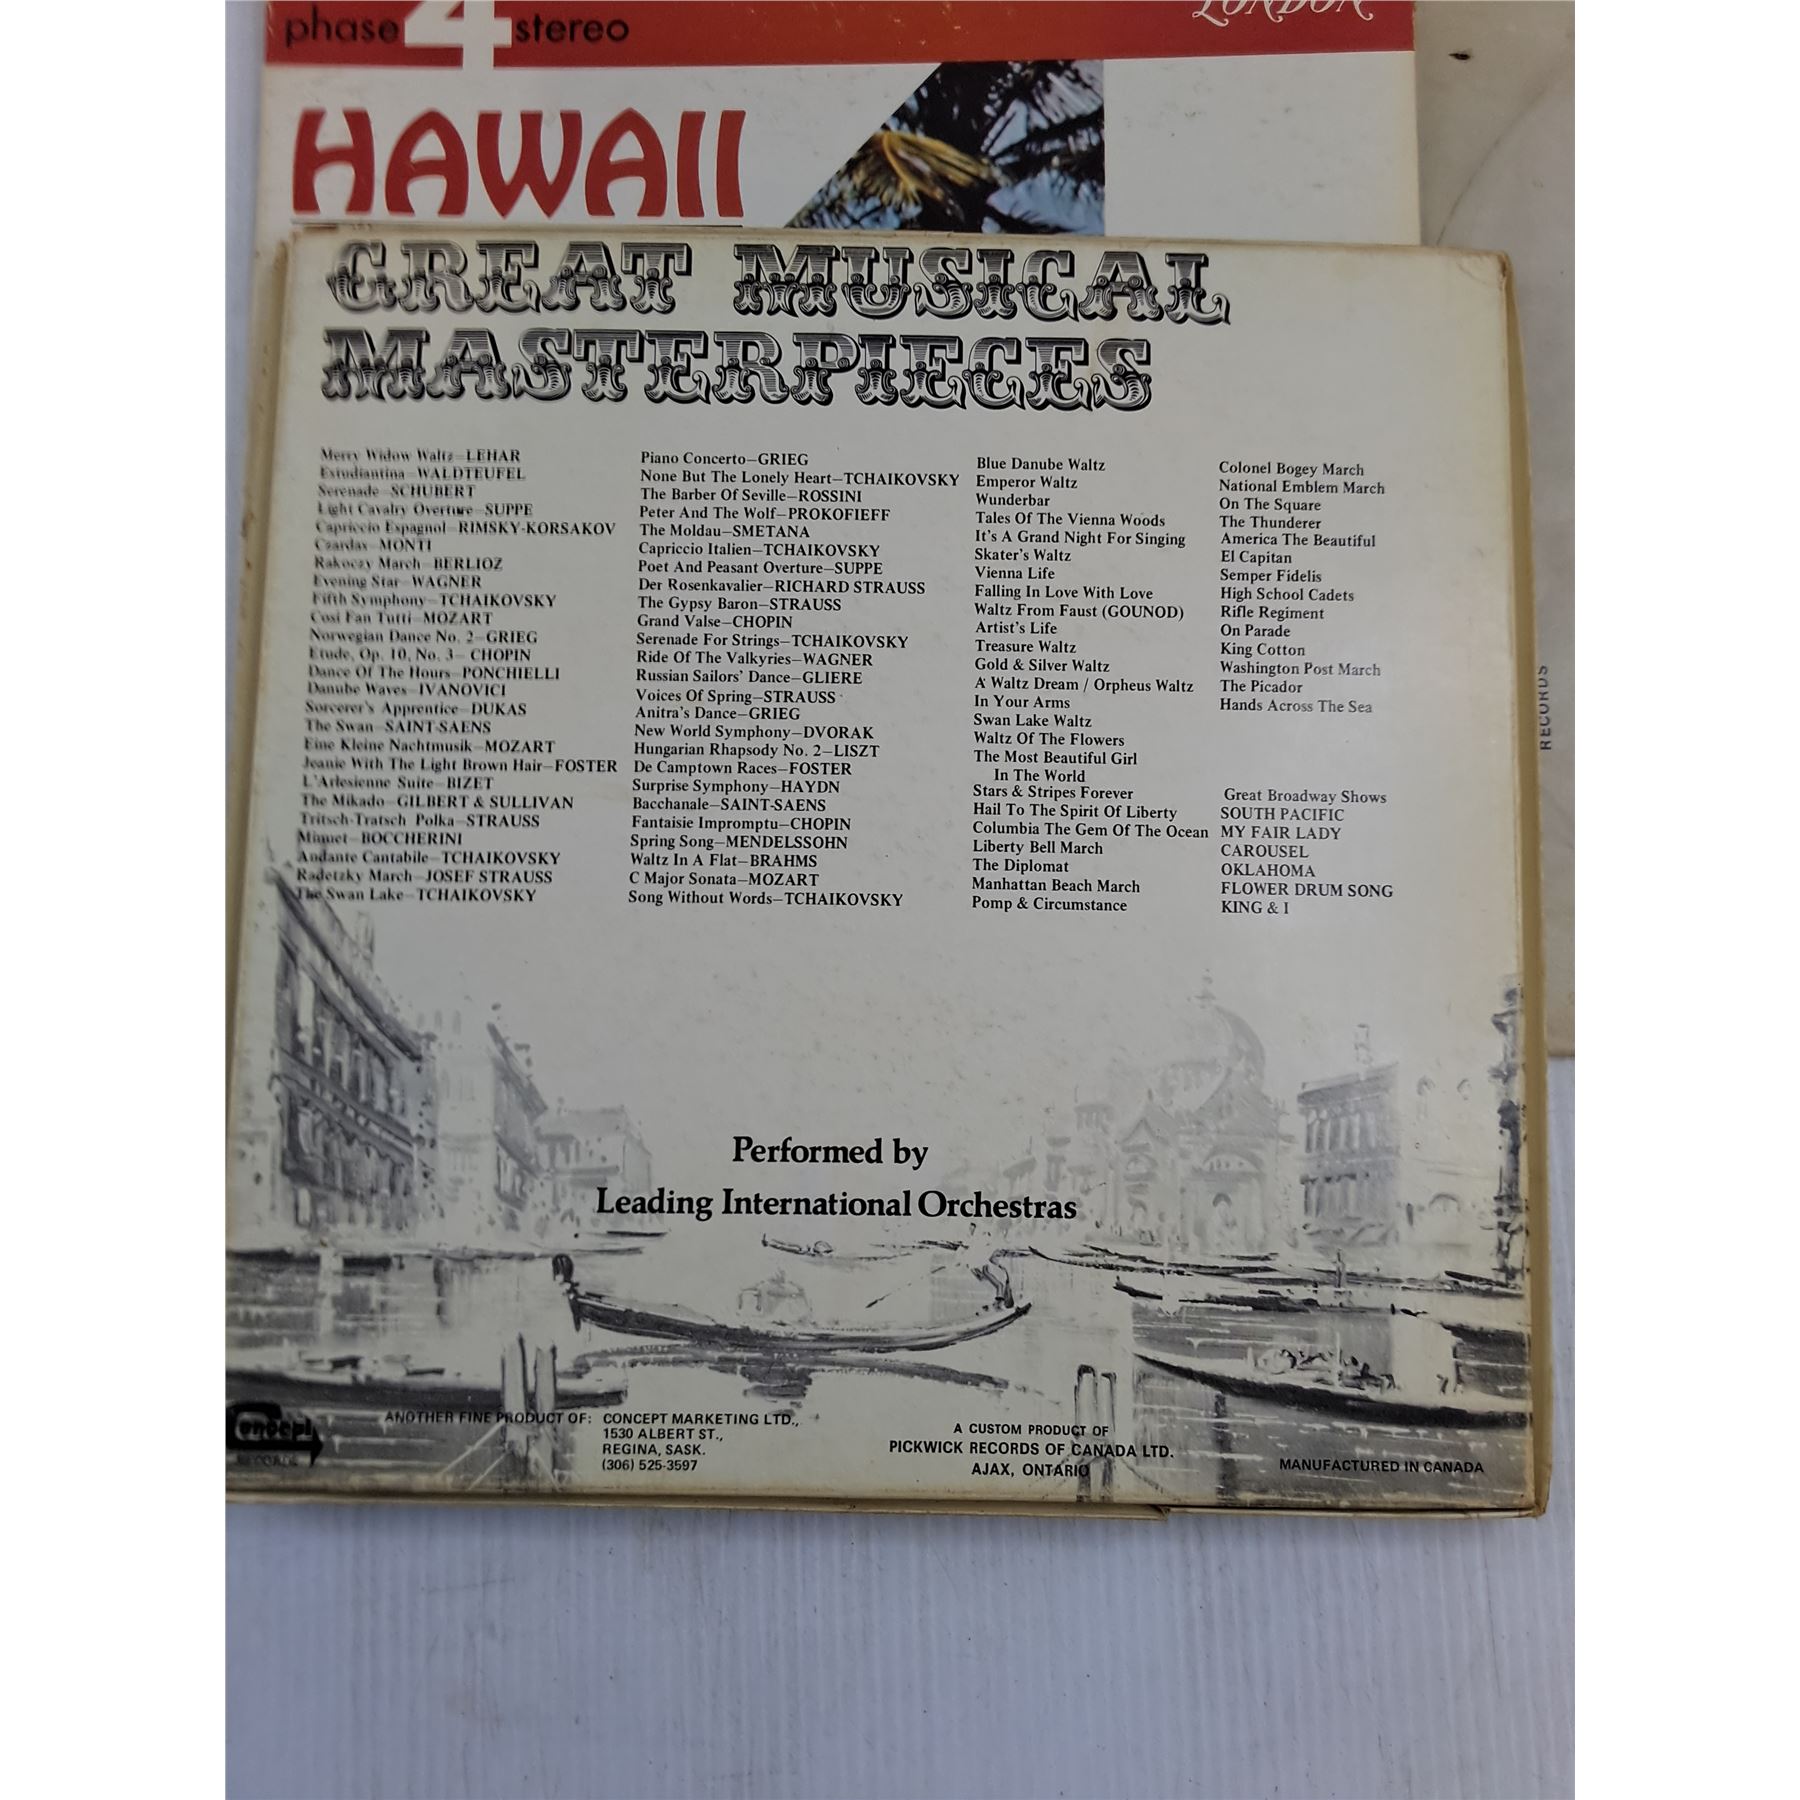 phase 4 stereo
LONDON
HAWAII
GREAT MUSICAL
MASTERPIECES
Merry Widow Waltz—LEHAR
Estudiantina—WALDTEUFEL
Serenade—SCHUBERT
Light Cavalry Overture—SUPPE
Capriccio Espagnol—RIMSKY-KORSAKOV
Czardas—MONTI
Rakoczy March—BERLIOZ
Evening Star—WAGNER
Fifth Symphony—TCHAIKOVSKY
Cosi Fan Tutti—MOZART
Norwegian Dance No. 2—GRIEG
Etude, Op. 10, No. 3—CHOPIN
Dance Of The Hours—PONCHIELLI
Danube Waves—IVANOVICI
Sorcerer's Apprentice—DUKAS
The Swan—SAINT-SAENS
Eine Kleine Nachtmusik—MOZART
Jeanie With The Light Brown Hair—FOSTER
L'Arlesienne Suite—BIZET
The Mikado—GILBERT & SULLIVAN
Tritsch-Tratsch Polka—STRAUSS
Minuet—BOCCHERINI
Andante Cantabile—TCHAIKOVSKY
Radetzky March—JOSEF STRAUSS
The Swan Lake—TCHAIKOVSKY
Piano Concerto—GRIEG
None But The Lonely Heart—TCHAIKOVSKY
The Barber Of Seville—ROSSINI
Peter And The Wolf—PROKOFIEFF
The Moldau—SMETANA
Capriccio Italien—TCHAIKOVSKY
Poet And Peasant Overture—SUPPE
Der Rosenkavalier—RICHARD STRAUSS
The Gypsy Baron—STRAUSS
Grand Valse—CHOPIN
Serenade For Strings—TCHAIKOVSKY
Ride Of The Valkyries—WAGNER
Russian Sailors' Dance—GLIERE
Voices Of Spring—STRAUSS
Anitra's Dance—GRIEG
New World Symphony—DVORAK
Hungarian Rhapsody No. 2—LISZT
De Camptown Races—FOSTER
Surprise Symphony—HAYDN
Bacchanale—SAINT-SAENS
Fantaisie Impromptu—CHOPIN
Spring Song—MENDELSSOHN
Waltz In A Flat—BRAHMS
C Major Sonata—MOZART
Song Without Words—TCHAIKOVSKY
Blue Danube Waltz
Emperor Waltz
Wunderbar
Tales Of The Vienna Woods
It's A Grand Night For Singing
Skater's Waltz
Vienna Life
Falling In Love With Love
Waltz From Faust (GOUNOD)
Artist's Life
Treasure Waltz
Gold & Silver Waltz
A Waltz Dream / Orpheus Waltz
In Your Arms
Swan Lake Waltz
Waltz Of The Flowers
The Most Beautiful Girl
In The World
Stars & Stripes Forever
Hail To The Spirit Of Liberty
Columbia The Gem Of The Ocean
Liberty Bell March
The Diplomat
Manhattan Beach March
Pomp & Circumstance
Colonel Bogey March
National Emblem March
On The Square
The Thunderer
America The Beautiful
El Capitan
Semper Fidelis
High School Cadets
Rifle Regiment
On Parade
King Cotton
Washington Post March
The Picador
Hands Across The Sea
Great Broadway Shows
SOUTH PACIFIC
MY FAIR LADY
CAROUSEL
OKLAHOMA
FLOWER DRUM SONG
KING & I
RECORDS
Performed by
Leading International Orchestras
Concept
RECORDS
ANOTHER FINE PRODUCT OF: CONCEPT MARKETING LTD.,
1530 ALBERT ST.,
REGINA, SASK.
(306) 525-3597
A CUSTOM PRODUCT OF
PICKWICK RECORDS OF CANADA LTD.
AJAX, ONTARIO
MANUFACTURED IN CANADA